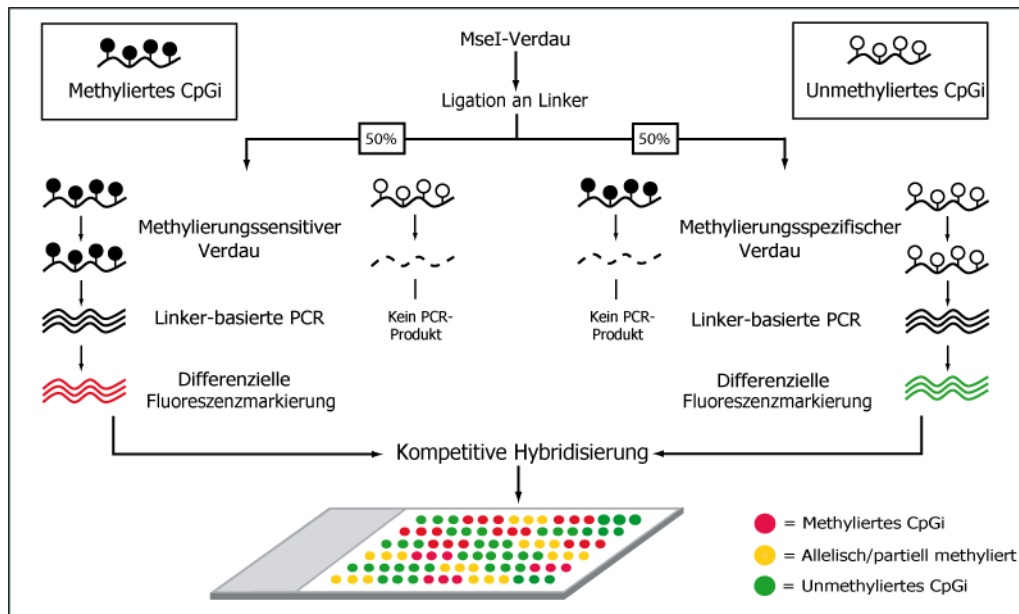 Methyliertes CpGi
MseI-Verdau
Ligation an Linker
Unmethyliertes CpGi
50%
50%
Methylierungssensitiver
Verdau
Methylierungsspezifischer
Verdau
Linker-basierte PCR
Kein PCR-
Produkt
Kein PCR-
Produkt
Linker-basierte PCR
Differenzielle
Fluoreszenzmarkierung
Differenzielle
Fluoreszenzmarkierung
Kompetitive Hybridisierung
= Methyliertes CpGi
= Allelisch/partiell methyliert
= Unmethyliertes CpGi